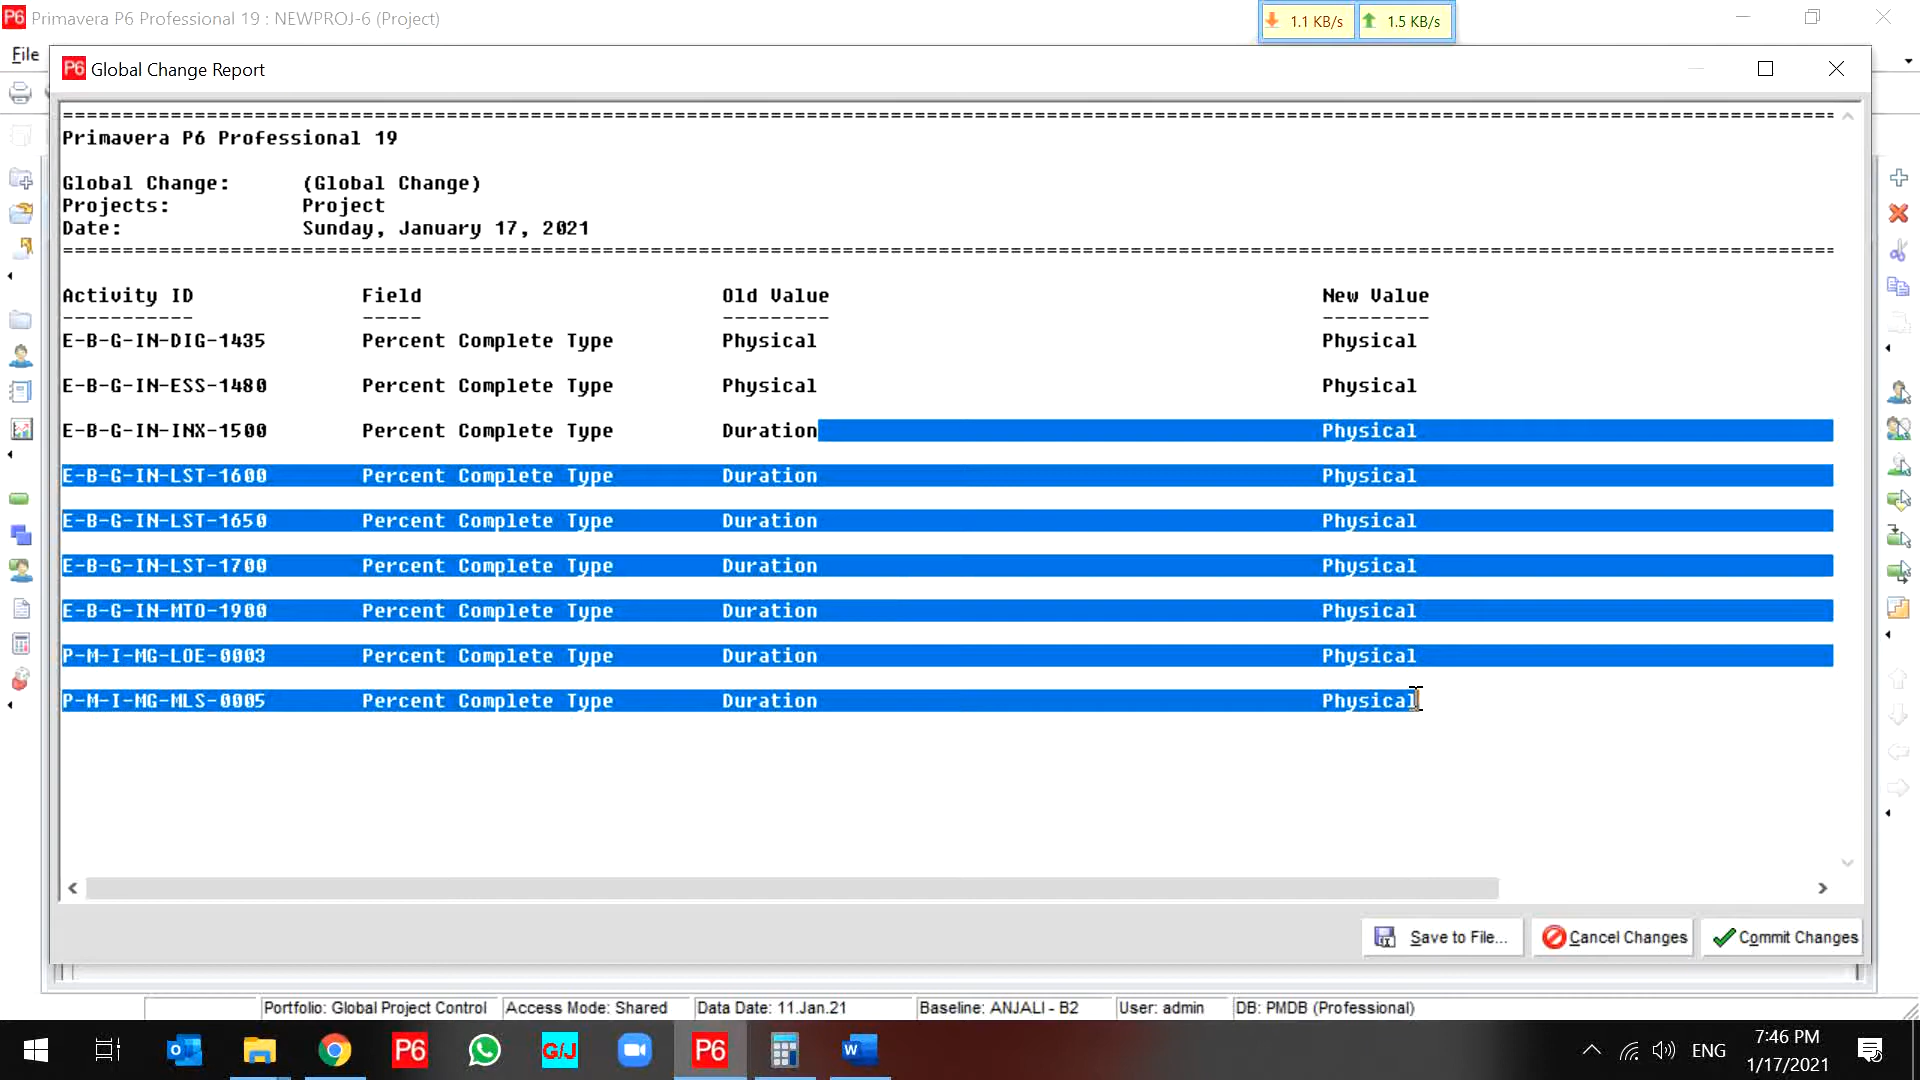 P6 Primavera P6 Professional 19 : NEWPROJ-6 (Project)
1.1 KB/s 1.5 KB/s
File
P6 Global Change Report
================================================================================
Primavera P6 Professional 19
Global Change: (Global Change)
Projects: Project
Date: Sunday, January 17, 2021
================================================================================
Activity ID Field Old Value New Value
----------- ----- --------- ---------
E-B-G-IN-DIG-1435 Percent Complete Type Physical Physical
E-B-G-IN-ESS-1480 Percent Complete Type Physical Physical
E-B-G-IN-INX-1500 Percent Complete Type Duration Physical
E-B-G-IN-LST-1600 Percent Complete Type Duration Physical
E-B-G-IN-LST-1650 Percent Complete Type Duration Physical
E-B-G-IN-LST-1700 Percent Complete Type Duration Physical
E-B-G-IN-MTO-1900 Percent Complete Type Duration Physical
P-M-I-MG-LOE-0003 Percent Complete Type Duration Physical
P-M-I-MG-MLS-0005 Percent Complete Type Duration Physical
Save to File... Cancel Changes Commit Changes
Portfolio: Global Project Control Access Mode: Shared Data Date: 11.Jan.21 Baseline: ANJALI - B2 User: admin DB: PMDB (Professional)
P6 G/J P6 W ENG 7:46 PM
1/17/2021